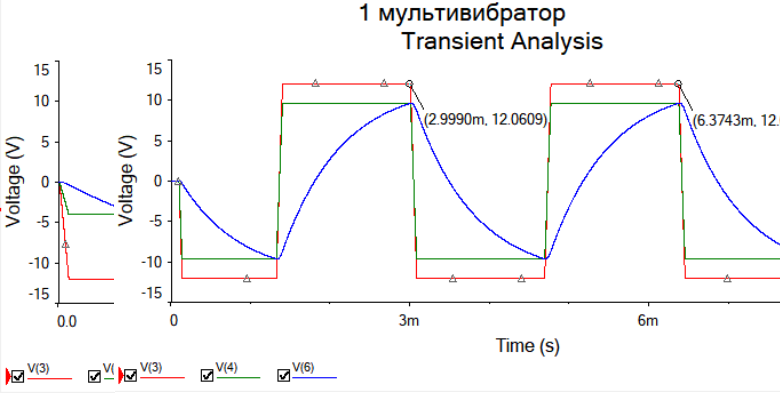 1 мультивибратор
Transient Analysis
15
10
5
0
-5
-10
-15
Voltage (V)
0.0
15
10
5
0
-5
-10
-15
Voltage (V)
(2.9990m, 12.0609)
(6.3743m, 12.0
0
3m
6m
Time (s)
V(3)
V(
V(3)
V(4)
V(6)